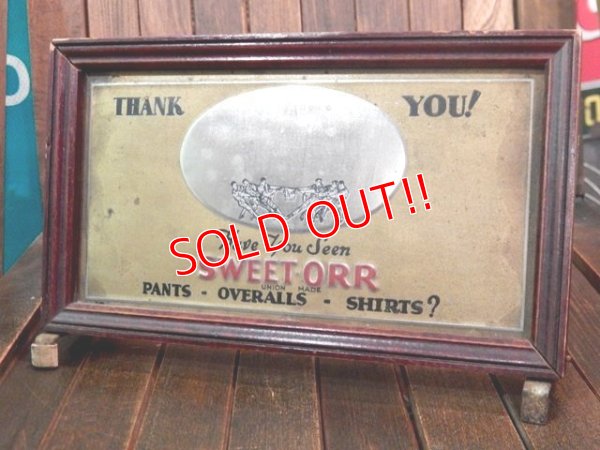 THANK YOU!
Have You Seen
SWEET-ORR
UNION MADE
PANTS - OVERALLS - SHIRTS?
SOLD OUT!!